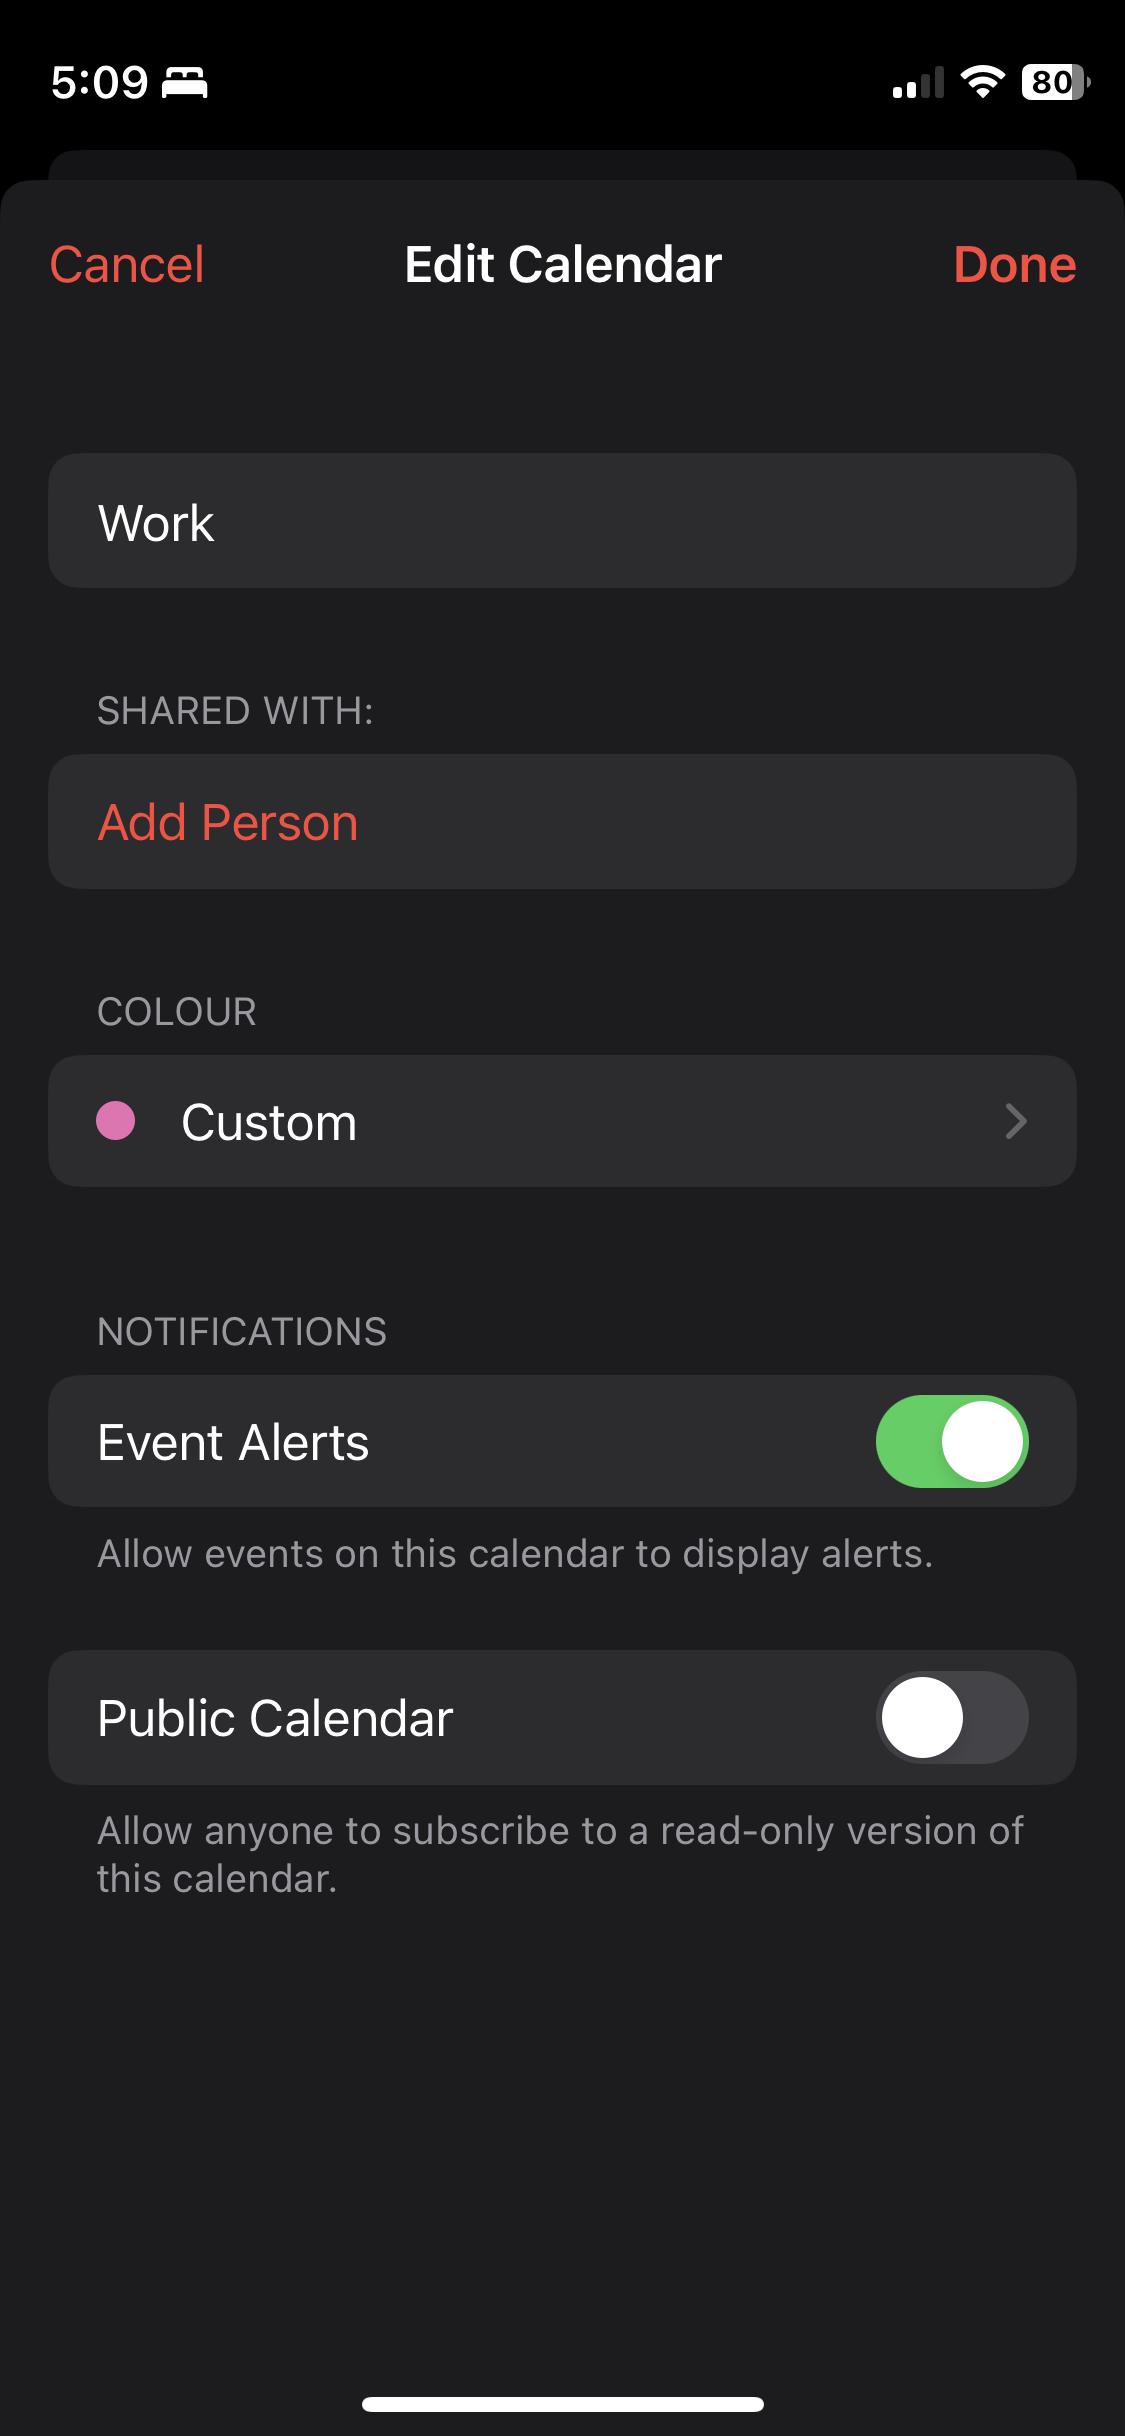 5:09
80
Cancel
Edit Calendar
Done
Work
SHARED WITH:
Add Person
COLOUR
Custom
NOTIFICATIONS
Event Alerts
Allow events on this calendar to display alerts.
Public Calendar
Allow anyone to subscribe to a read-only version of
this calendar.